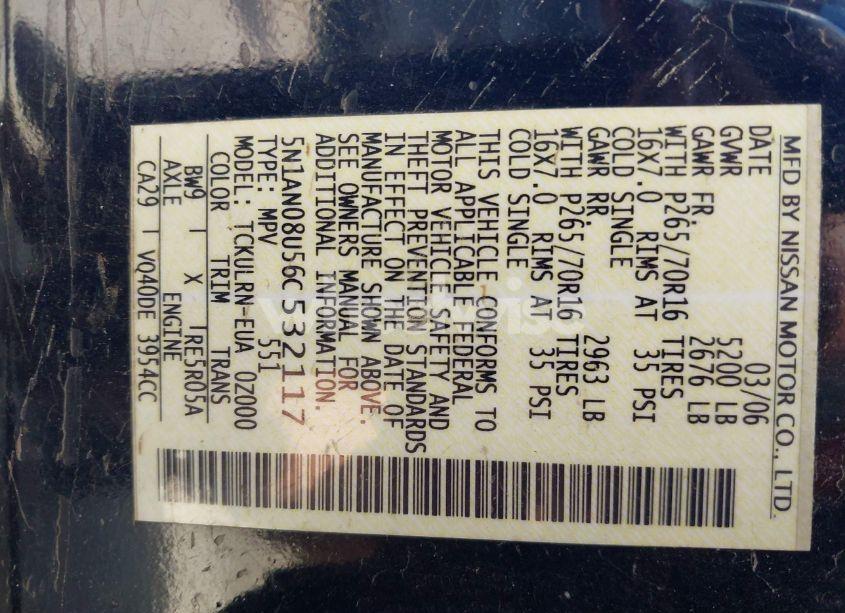 MFD BY NISSAN MOTOR CO., LTD.
DATE 03/06
GVWR 5200 LB
GAWR FR. 2676 LB
WITH P265/70R16 TIRES
16X7.0 RIMS AT 35 PSI
COLD SINGLE
GAWR RR. 2963 LB
WITH P265/70R16 TIRES
16X7.0 RIMS AT 35 PSI
COLD SINGLE
THIS VEHICLE CONFORMS TO
ALL APPLICABLE FEDERAL
MOTOR VEHICLE SAFETY AND
THEFT PREVENTION STANDARDS
IN EFFECT ON THE DATE OF
MANUFACTURE SHOWN ABOVE.
SEE OWNERS MANUAL FOR
ADDITIONAL INFORMATION.
5N1AN08U56C532117
TYPE: MPV 551
MODEL: TCKULRN-EUA OZ000
COLOR TRIM TRANS
BW9 I X IRE5R05A
AXLE ENGINE
CA29 I VQ40DE 3954CC